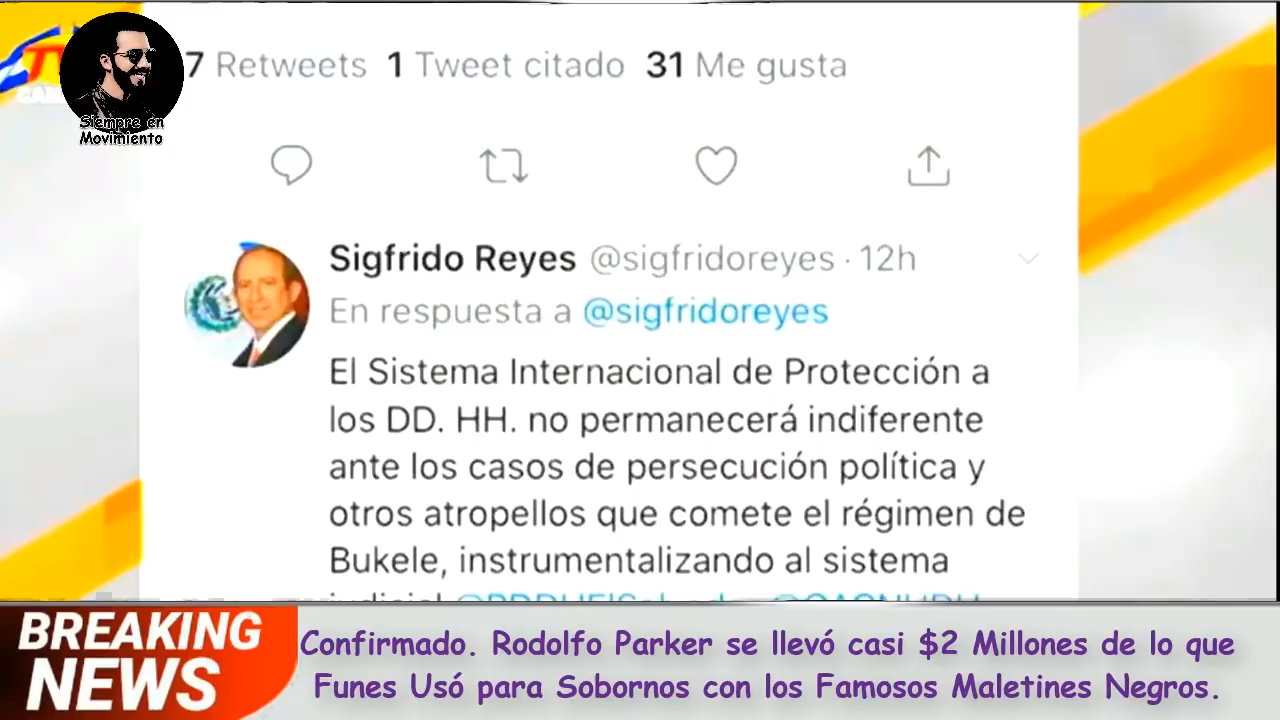 7 Retweets 1 Tweet citado 31 Me gusta
Siempre en
Movimiento
Sigfrido Reyes @sigfridoreyes · 12h
En respuesta a @sigfridoreyes
El Sistema Internacional de Protección a
los DD. HH. no permanecerá indiferente
ante los casos de persecución política y
otros atropellos que comete el régimen de
Bukele, instrumentalizando al sistema
BREAKING
NEWS
Confirmado. Rodolfo Parker se llevó casi $2 Millones de lo que
Funes Usó para Sobornos con los Famosos Maletines Negros.